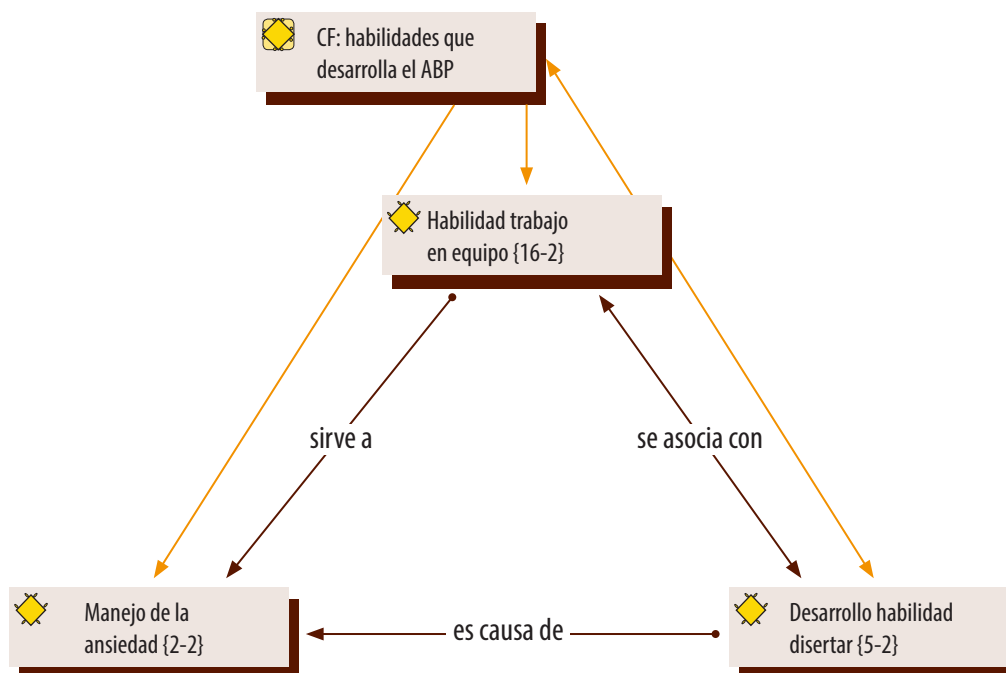 CF: habilidades que
desarrolla el ABP
Habilidad trabajo
en equipo {16-2}
sirve a
se asocia con
Manejo de la
ansiedad {2-2}
es causa de
Desarrollo habilidad
disertar {5-2}